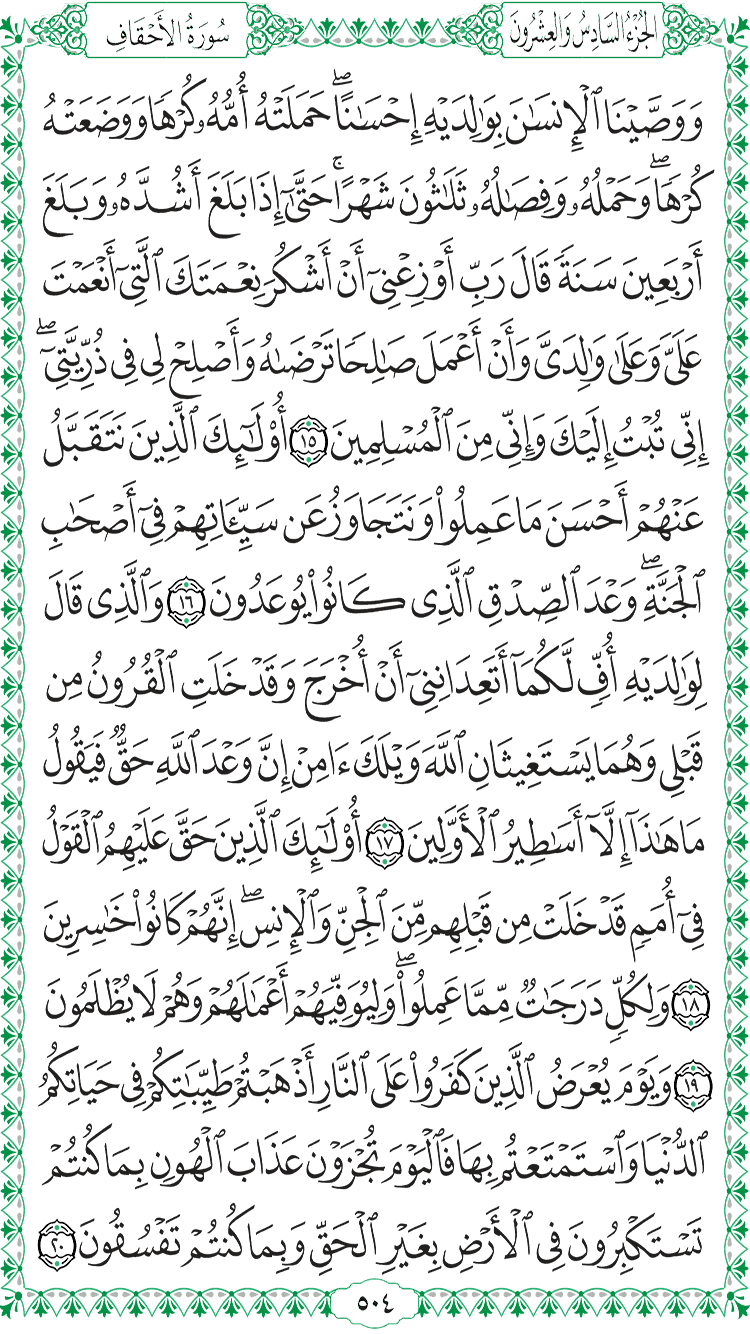 الجُزْءُ السَّادِسُ وَالعِشْرُونَ
سُورَةُ الأَحْقَافِ
وَوَصَّيْنَا ٱلْإِنسَٰنَ بِوَٰلِدَيْهِ إِحْسَٰنًاۖ حَمَلَتْهُ أُمُّهُۥ كُرْهًا وَوَضَعَتْهُ
كُرْهًاۖ وَحَمْلُهُۥ وَفِصَٰلُهُۥ ثَلَٰثُونَ شَهْرًاۚ حَتَّىٰٓ إِذَا بَلَغَ أَشُدَّهُۥ وَبَلَغَ
أَرْبَعِينَ سَنَةً قَالَ رَبِّ أَوْزِعْنِىٓ أَنْ أَشْكُرَ نِعْمَتَكَ ٱلَّتِىٓ أَنْعَمْتَ
عَلَىَّ وَعَلَىٰ وَٰلِدَىَّ وَأَنْ أَعْمَلَ صَٰلِحًا تَرْضَىٰهُ وَأَصْلِحْ لِى فِى ذُرِّيَّتِىٓۖ
إِنِّى تُبْتُ إِلَيْكَ وَإِنِّى مِنَ ٱلْمُسْلِمِينَ ١٥ أُو۟لَٰٓئِكَ ٱلَّذِينَ نَتَقَبَّلُ
عَنْهُمْ أَحْسَنَ مَا عَمِلُوا۟ وَنَتَجَاوَزُ عَن سَيِّـَٔاتِهِمْ فِىٓ أَصْحَٰبِ
ٱلْجَنَّةِۖ وَعْدَ ٱلصِّدْقِ ٱلَّذِى كَانُوا۟ يُوعَدُونَ ١٦ وَٱلَّذِى قَالَ
لِوَٰلِدَيْهِ أُفٍّ لَّكُمَآ أَتَعِدَانِنِىٓ أَنْ أُخْرَجَ وَقَدْ خَلَتِ ٱلْقُرُونُ مِن
قَبْلِى وَهُمَا يَسْتَغِيثَانِ ٱللَّهَ وَيْلَكَ ءَامِنْ إِنَّ وَعْدَ ٱللَّهِ حَقٌّ فَيَقُولُ
مَا هَٰذَآ إِلَّآ أَسَٰطِيرُ ٱلْأَوَّلِينَ ١٧ أُو۟لَٰٓئِكَ ٱلَّذِينَ حَقَّ عَلَيْهِمُ ٱلْقَوْلُ
فِىٓ أُمَمٍ قَدْ خَلَتْ مِن قَبْلِهِم مِّنَ ٱلْجِنِّ وَٱلْإِنسِۖ إِنَّهُمْ كَانُوا۟ خَٰسِرِينَ
١٨ وَلِكُلٍّ دَرَجَٰتٌ مِّمَّا عَمِلُوا۟ۖ وَلِيُوَفِّيَهُمْ أَعْمَٰلَهُمْ وَهُمْ لَا يُظْلَمُونَ
١٩ وَيَوْمَ يُعْرَضُ ٱلَّذِينَ كَفَرُوا۟ عَلَى ٱلنَّارِ أَذْهَبْتُمْ طَيِّبَٰتِكُمْ فِى حَيَاتِكُمُ
ٱلدُّنْيَا وَٱسْتَمْتَعْتُم بِهَا فَٱلْيَوْمَ تُجْزَوْنَ عَذَابَ ٱلْهُونِ بِمَا كُنتُمْ
تَسْتَكْبِرُونَ فِى ٱلْأَرْضِ بِغَيْرِ ٱلْحَقِّ وَبِمَا كُنتُمْ تَفْسُقُونَ ٢٠
٥٠٤